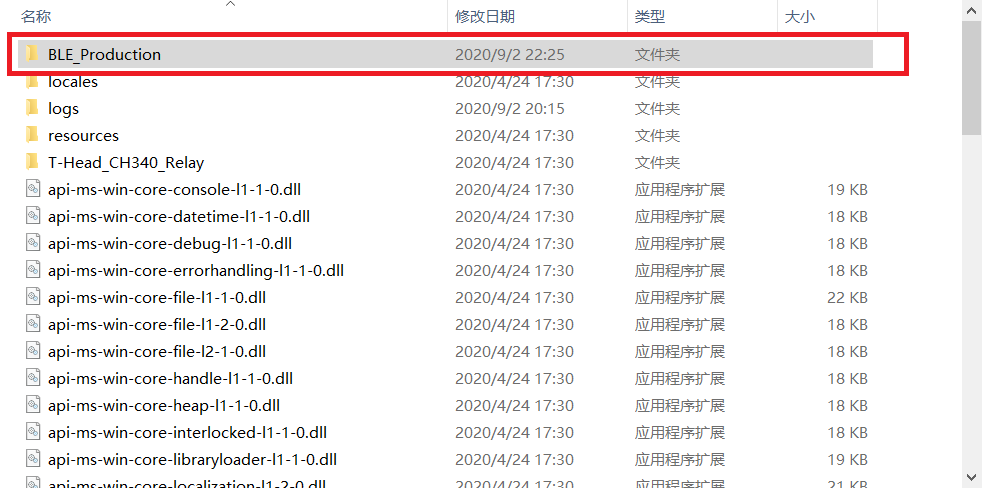 名称 修改日期 类型 大小
BLE_Production 2020/9/2 22:25 文件夹
locales 2020/4/24 17:30 文件夹
logs 2020/9/2 20:15 文件夹
resources 2020/4/24 17:30 文件夹
T-Head_CH340_Relay 2020/4/24 17:30 文件夹
api-ms-win-core-console-l1-1-0.dll 2020/4/24 17:30 应用程序扩展 19 KB
api-ms-win-core-datetime-l1-1-0.dll 2020/4/24 17:30 应用程序扩展 18 KB
api-ms-win-core-debug-l1-1-0.dll 2020/4/24 17:30 应用程序扩展 18 KB
api-ms-win-core-errorhandling-l1-1-0.dll 2020/4/24 17:30 应用程序扩展 18 KB
api-ms-win-core-file-l1-1-0.dll 2020/4/24 17:30 应用程序扩展 22 KB
api-ms-win-core-file-l1-2-0.dll 2020/4/24 17:30 应用程序扩展 18 KB
api-ms-win-core-file-l2-1-0.dll 2020/4/24 17:30 应用程序扩展 18 KB
api-ms-win-core-handle-l1-1-0.dll 2020/4/24 17:30 应用程序扩展 18 KB
api-ms-win-core-heap-l1-1-0.dll 2020/4/24 17:30 应用程序扩展 18 KB
api-ms-win-core-interlocked-l1-1-0.dll 2020/4/24 17:30 应用程序扩展 18 KB
api-ms-win-core-libraryloader-l1-1-0.dll 2020/4/24 17:30 应用程序扩展 19 KB
api-ms-win-core-localization-l1-2-0.dll 2020/4/24 17:30 应用程序扩展 21 KB